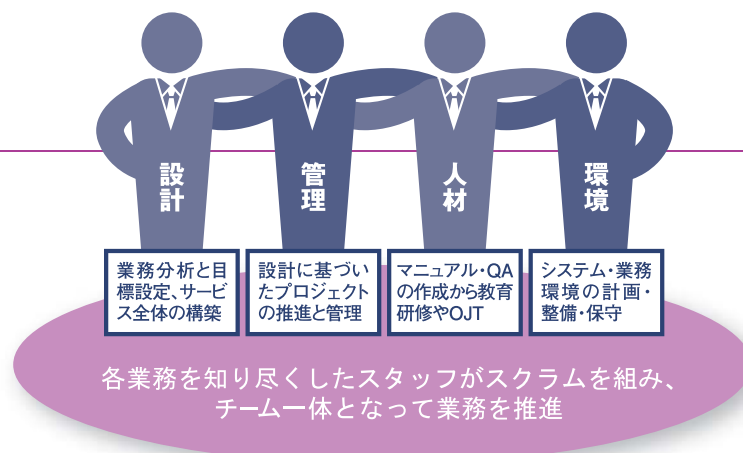 設計
管理
人材
環境
業務分析と目
標設定、サービ
ス全体の構築
設計に基づい
たプロジェクト
の推進と管理
マニュアル・QA
の作成から教育
研修やOJT
システム・業務
環境の計画・
整備・保守
各業務を知り尽くしたスタッフがスクラムを組み、
チーム一体となって業務を推進